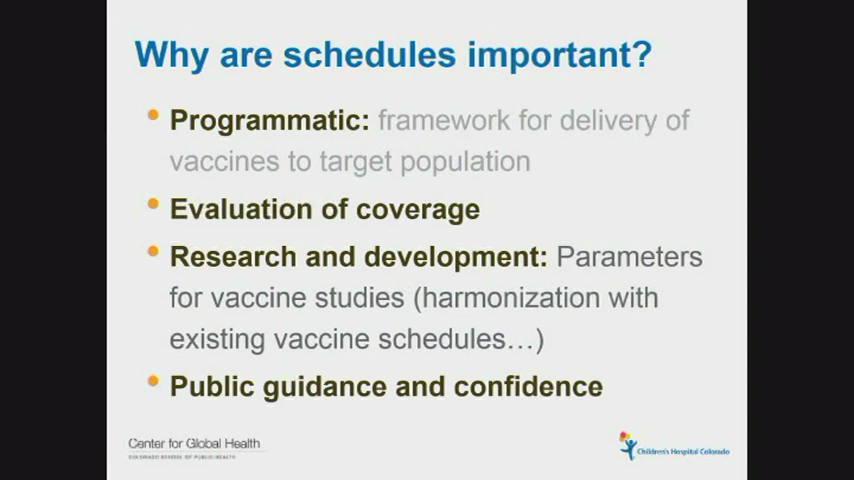 Why are schedules important?
• Programmatic: framework for delivery of
vaccines to target population
• Evaluation of coverage
• Research and development: Parameters
for vaccine studies (harmonization with
existing vaccine schedules…)
• Public guidance and confidence
Center for Global Health
COLORADO SCHOOL OF PUBLIC HEALTH
Children's Hospital Colorado